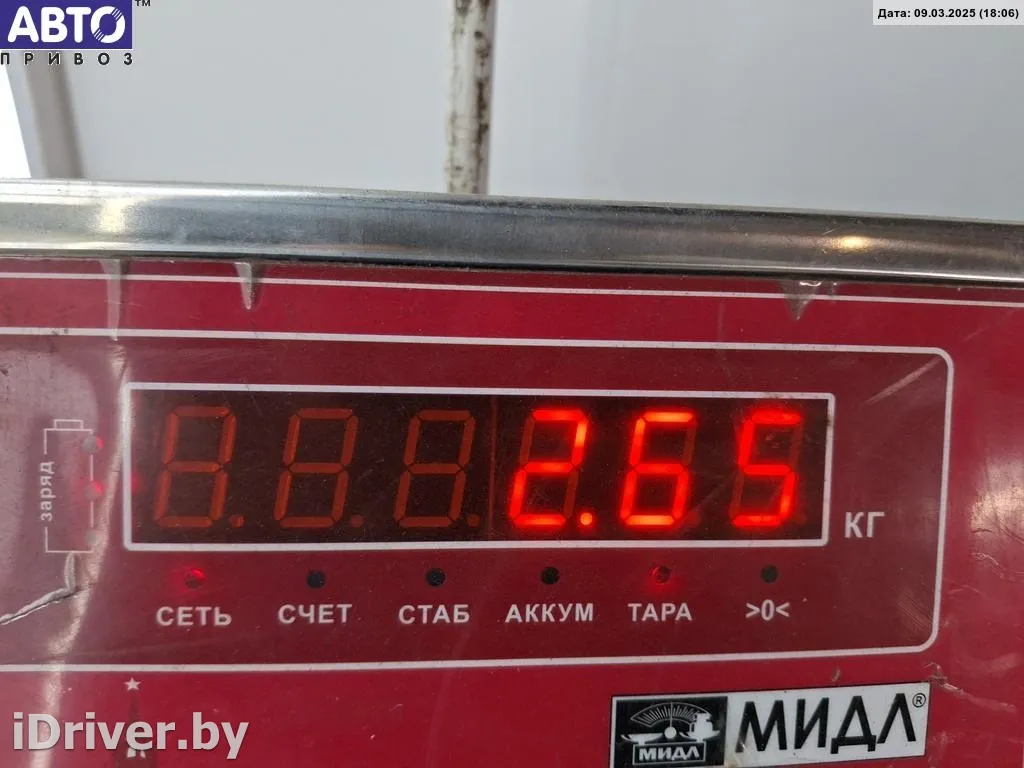 АВТО™
ПРИВОЗ
Дата: 09.03.2025 (18:06)
2.65
КГ
заряд
СЕТЬ СЧЕТ СТАБ АККУМ ТАРА >0<
МИДЛ
МИДЛ®
iDriver.by